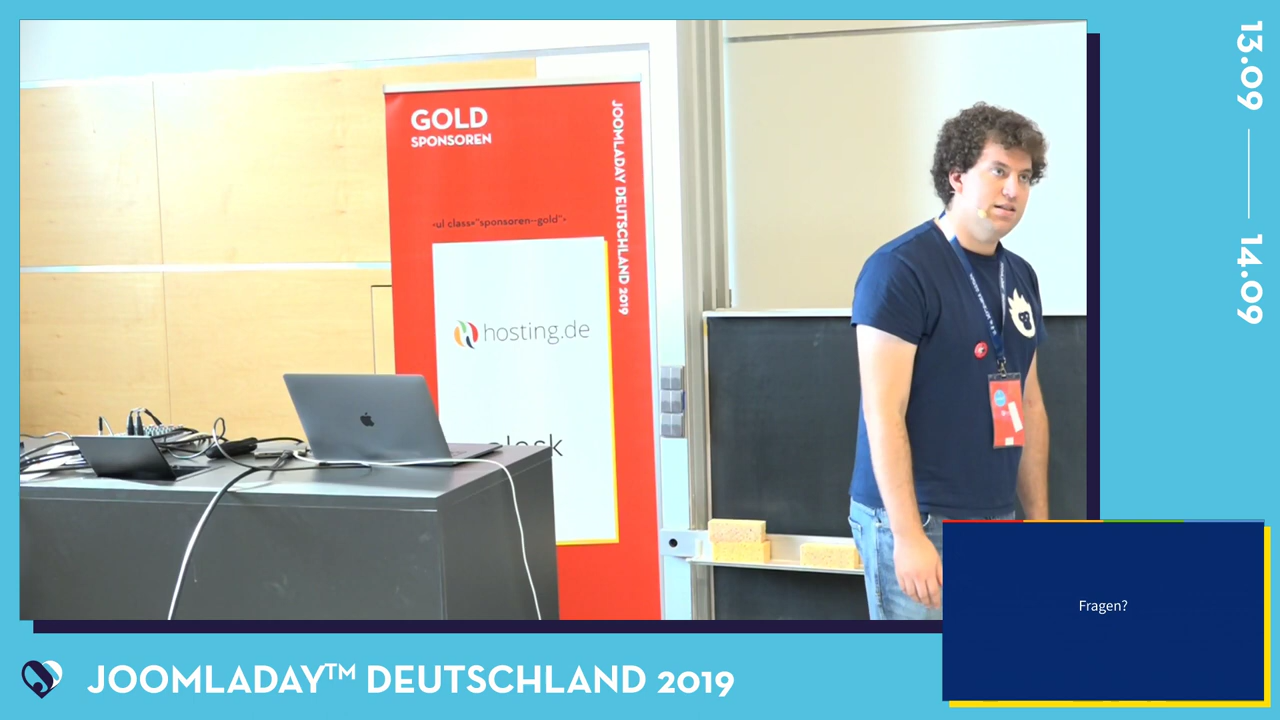 GOLD
SPONSOREN
JOOMLADAY DEUTSCHLAND 2019
<ul class="sponsoren--gold">
hosting.de
13.09
14.09
Fragen?
JOOMLADAY™ DEUTSCHLAND 2019